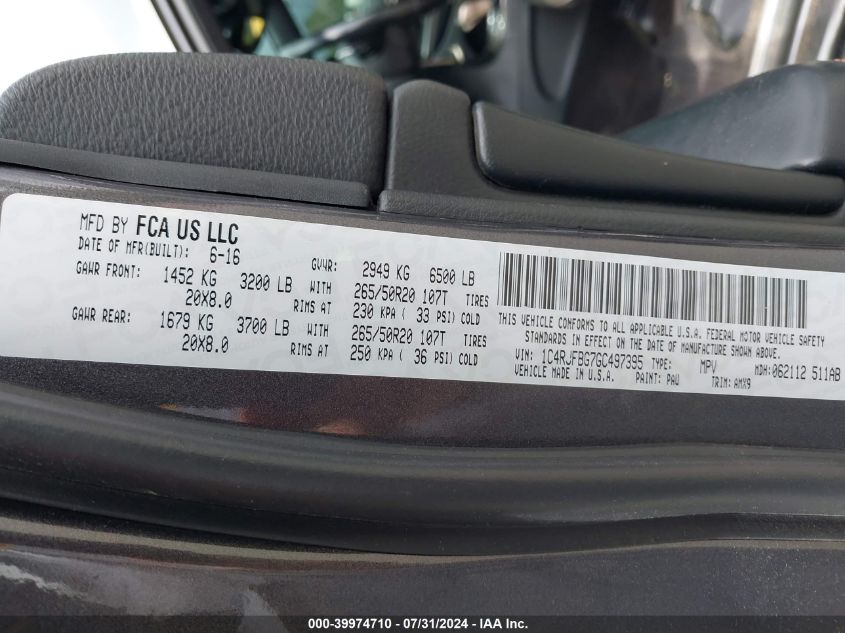 MFD BY FCA US LLC
DATE OF MFR(BUILT): 6-16
GVWR: 2949 KG 6500 LB
GAWR FRONT: 1452 KG 3200 LB WITH 265/50R20 107T TIRES
20X8.0 RIMS AT 230 KPA ( 33 PSI) COLD
GAWR REAR: 1679 KG 3700 LB WITH 265/50R20 107T TIRES
20X8.0 RIMS AT 250 KPA ( 36 PSI) COLD
THIS VEHICLE CONFORMS TO ALL APPLICABLE U.S.A. FEDERAL MOTOR VEHICLE SAFETY
STANDARDS IN EFFECT ON THE DATE OF MANUFACTURE SHOWN ABOVE.
VIN: 1C4RJFBG7GC497395 TYPE: MPV MDH:062112 511AB
VEHICLE MADE IN U.S.A. PAINT: PAU TRIM: AMX9
000-39974710 / 07/31/2024 - IAA Inc.